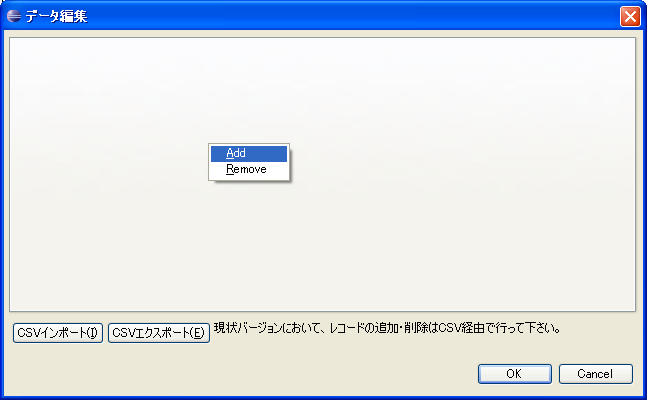 データ編集
Add
Remove
CSVインポート(I) CSVエクスポート(E) 現状バージョンにおいて、レコードの追加・削除はCSV経由で行って下さい。
OK Cancel